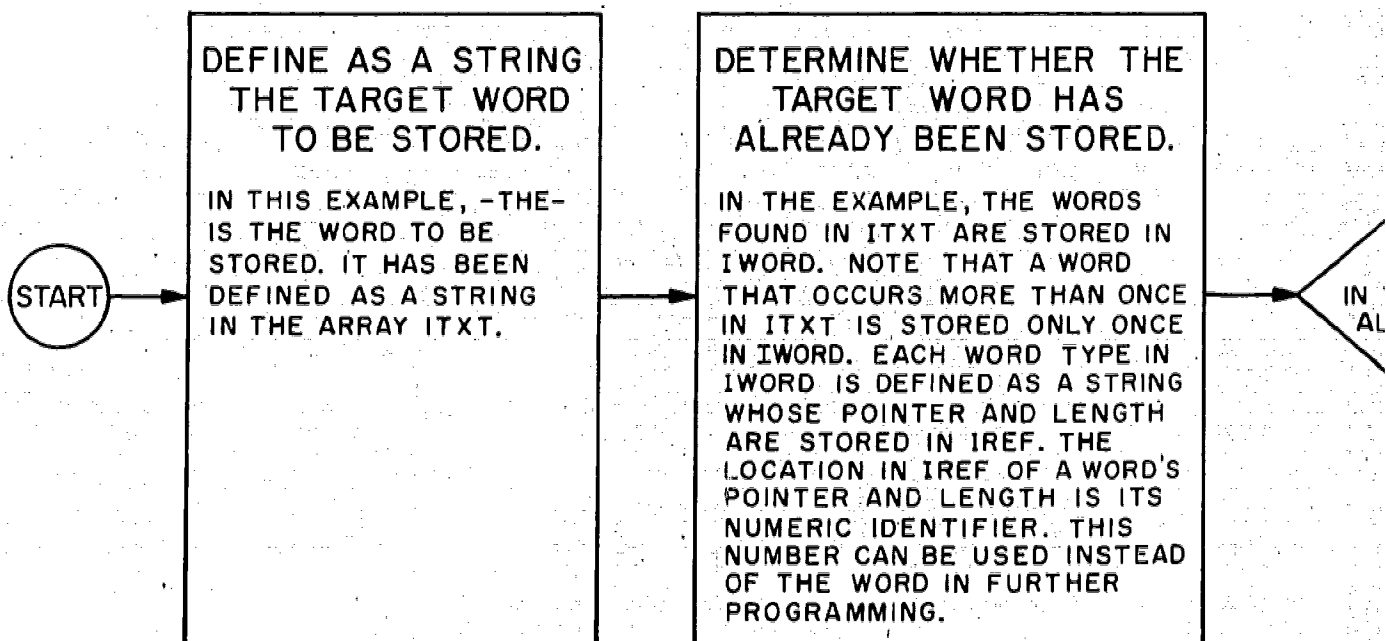 START
DEFINE AS A STRING
THE TARGET WORD
TO BE STORED.
IN THIS EXAMPLE, -THE-
IS THE WORD TO BE
STORED. IT HAS BEEN
DEFINED AS A STRING
IN THE ARRAY ITXT.
DETERMINE WHETHER THE
TARGET WORD HAS
ALREADY BEEN STORED.
IN THE EXAMPLE, THE WORDS
FOUND IN ITXT ARE STORED IN
IWORD. NOTE THAT A WORD
THAT OCCURS MORE THAN ONCE
IN ITXT IS STORED ONLY ONCE
IN IWORD. EACH WORD TYPE IN
IWORD IS DEFINED AS A STRING
WHOSE POINTER AND LENGTH
ARE STORED IN IREF. THE
LOCATION IN IREF OF A WORD'S
POINTER AND LENGTH IS ITS
NUMERIC IDENTIFIER. THIS
NUMBER CAN BE USED INSTEAD
OF THE WORD IN FURTHER
PROGRAMMING.
IN
AL